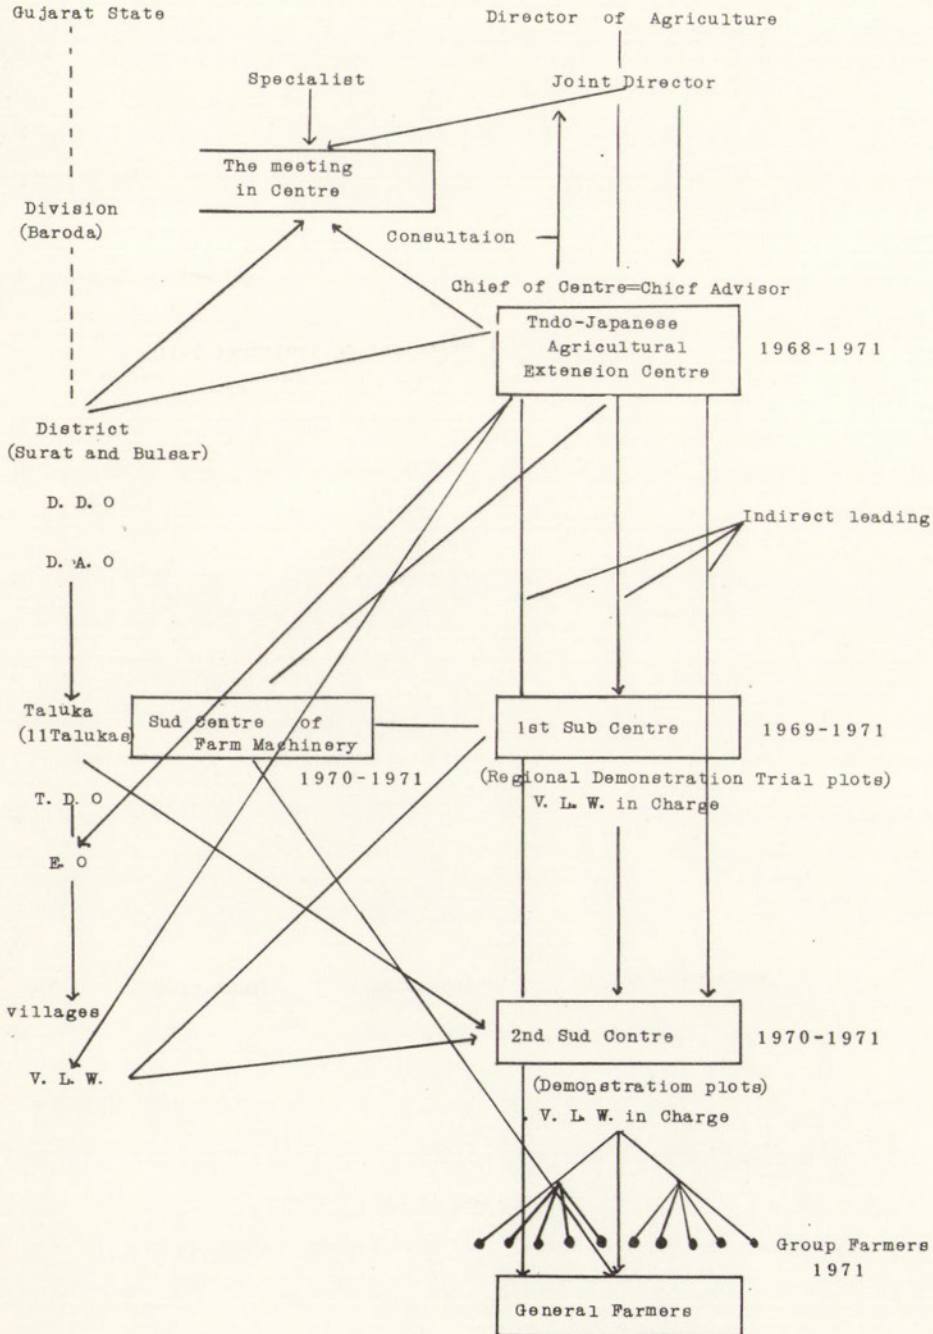 Gujarat State
Director of Agriculture
Specialist
Joint Director
The meeting
in Centre
Division
(Baroda)
Consultaion
Chief of Centre=Chief Advisor
Tndo-Japanese
Agricultural
Extension Centre
1968-1971
District
(Surat and Bulsar)
D. D. O
D. A. O
Indirect leading
Taluka
(11Talukas)
Sud Centre of
Farm Machinery
1970-1971
1st Sub Centre
1969-1971
(Regional Demonstration Trial plots)
V. L. W. in Charge
T. D. O
E. O
villages
V. L. W.
2nd Sud Contre
1970-1971
(Demonstratiom plots)
V. L. W. in Charge
Group Farmers
1971
General Farmers